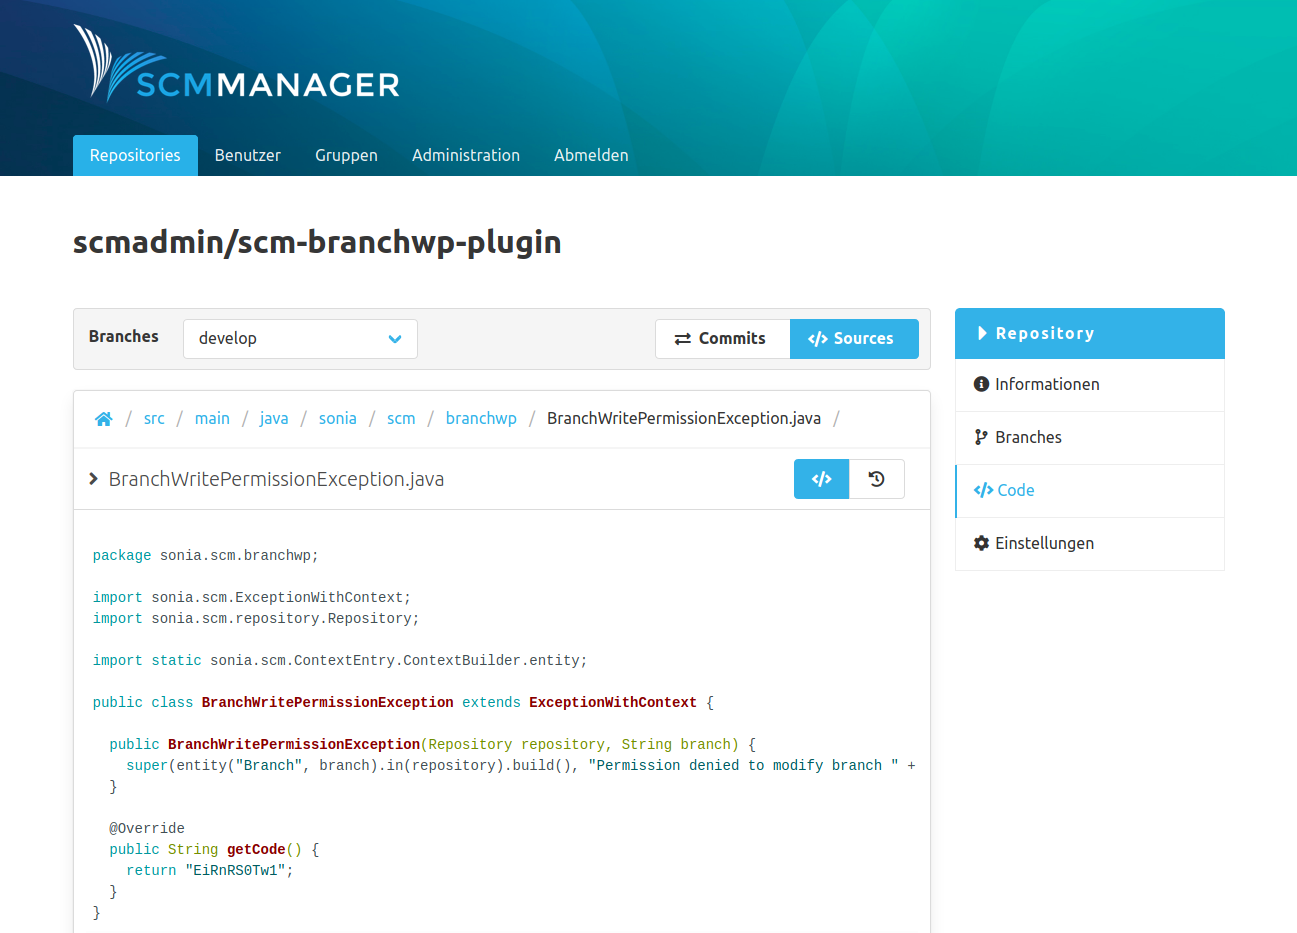 SCMMANAGER
Repositories Benutzer Gruppen Administration Abmelden
scmadmin/scm-branchwp-plugin
Branches develop Commits </> Sources
Repository
Informationen
Branches
</> Code
Einstellungen
/ src / main / java / sonia / scm / branchwp / BranchWritePermissionException.java /
BranchWritePermissionException.java </>
package sonia.scm.branchwp;
import sonia.scm.ExceptionWithContext;
import sonia.scm.repository.Repository;
import static sonia.scm.ContextEntry.ContextBuilder.entity;
public class BranchWritePermissionException extends ExceptionWithContext {
  public BranchWritePermissionException(Repository repository, String branch) {
    super(entity("Branch", branch).in(repository).build(), "Permission denied to modify branch " +
  }
  @Override
  public String getCode() {
    return "EiRnRS0Tw1";
  }
}